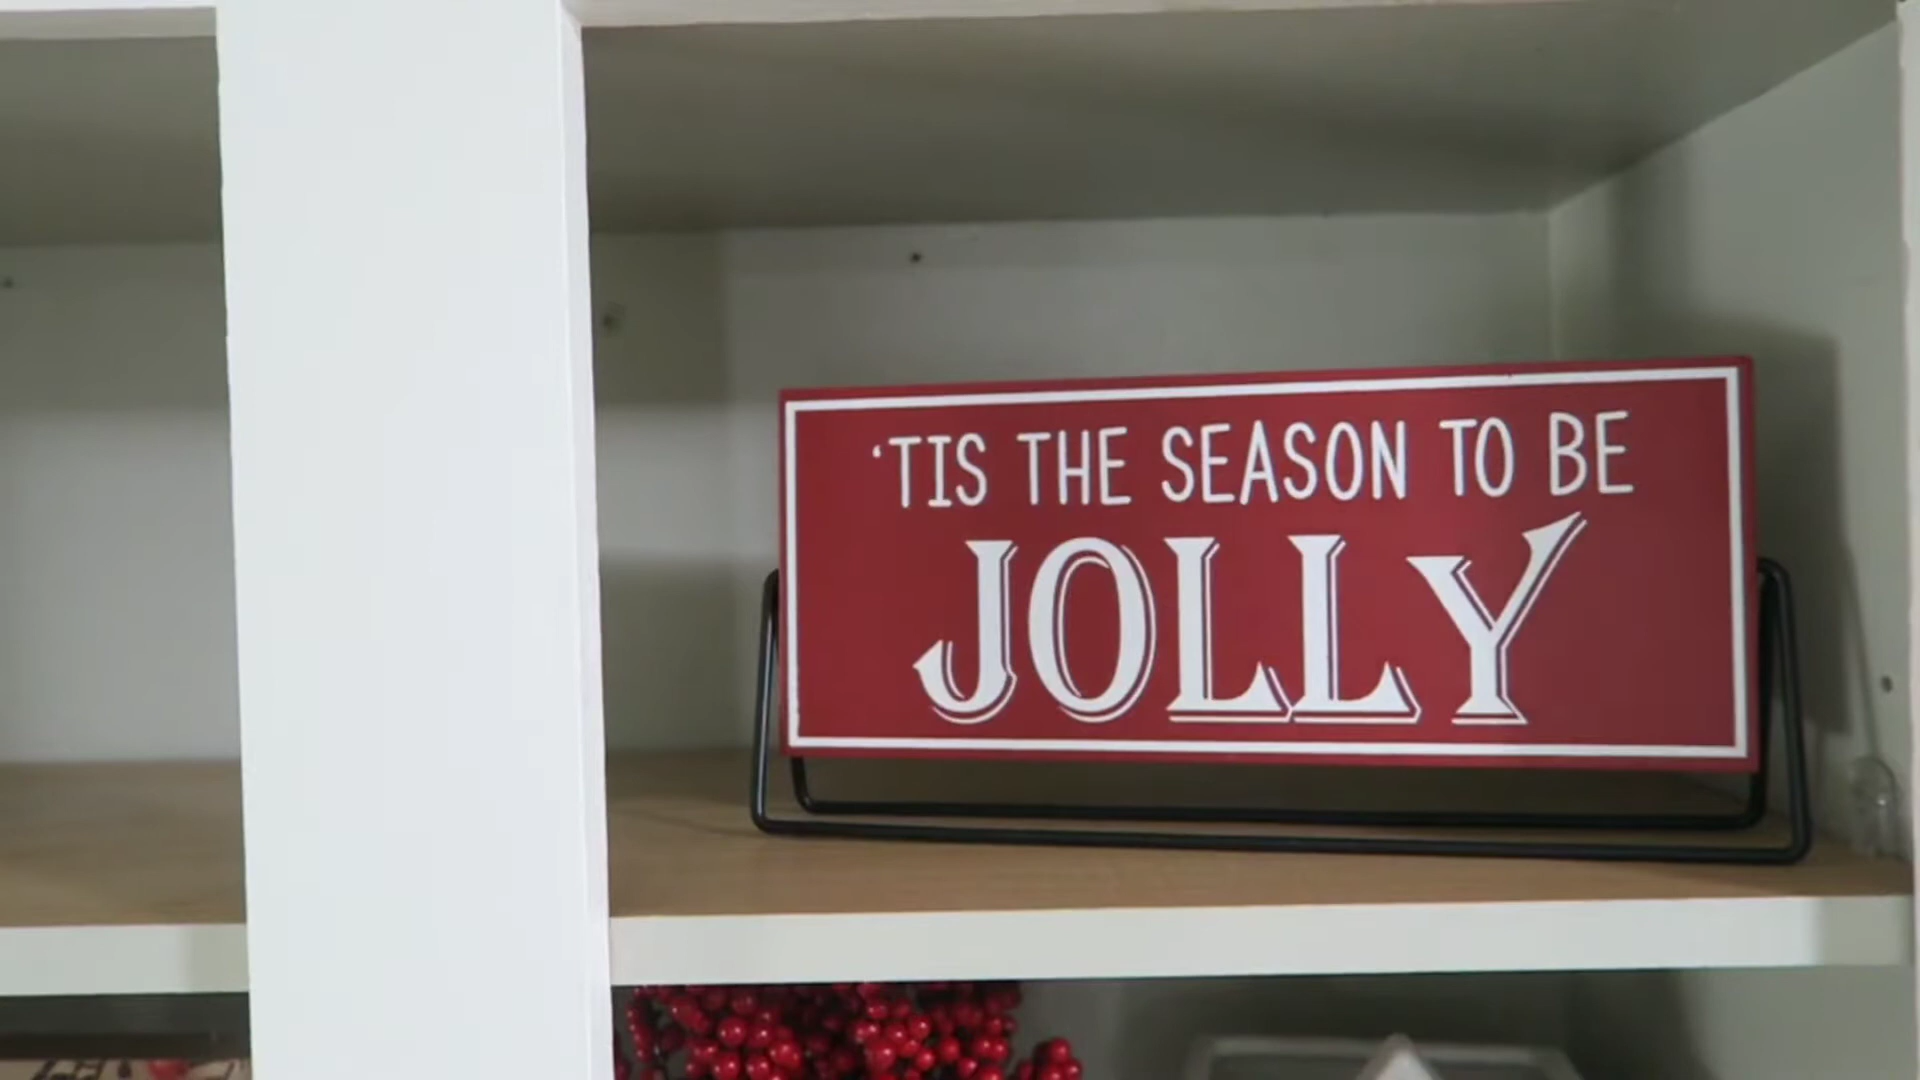 ‘TIS THE SEASON TO BE
JOLLY